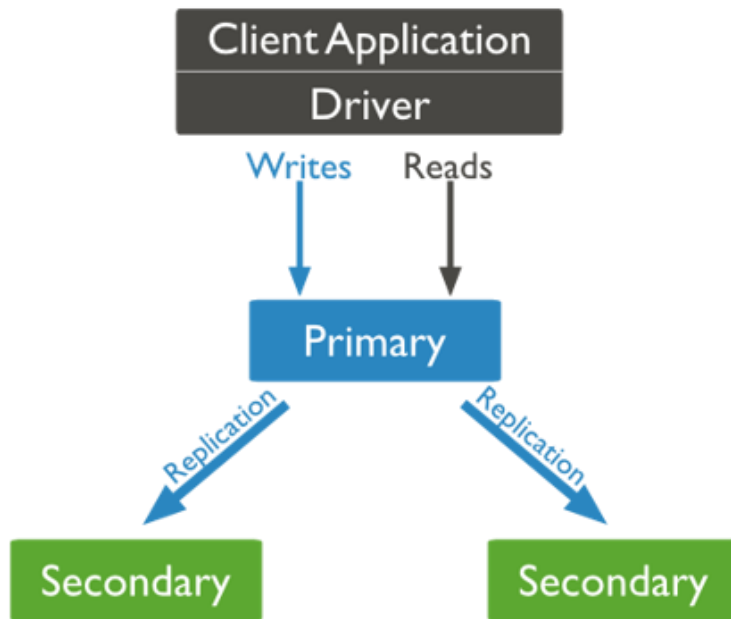 Client Application
Driver
Writes Reads
Primary
Replication Replication
Secondary Secondary